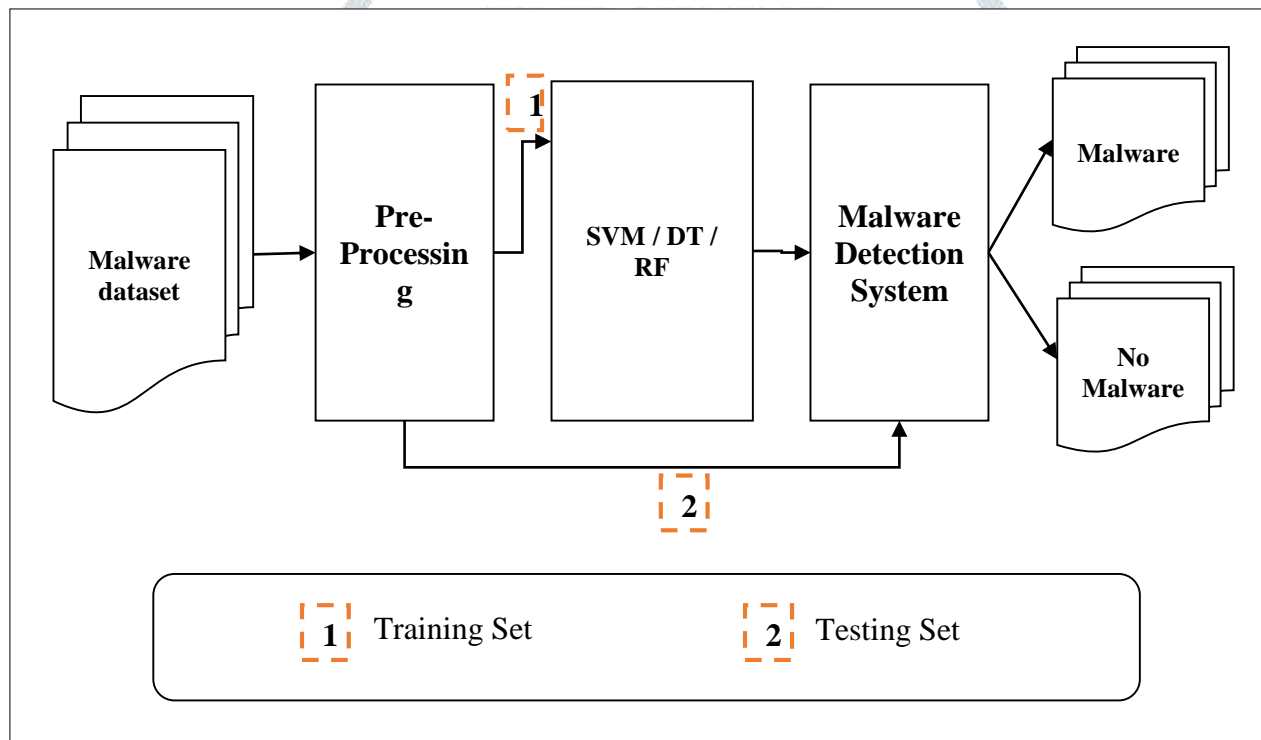 Malware
dataset
Pre-
Processin
g
1
SVM / DT /
RF
Malware
Detection
System
Malware
No
Malware
2
1 Training Set
2 Testing Set